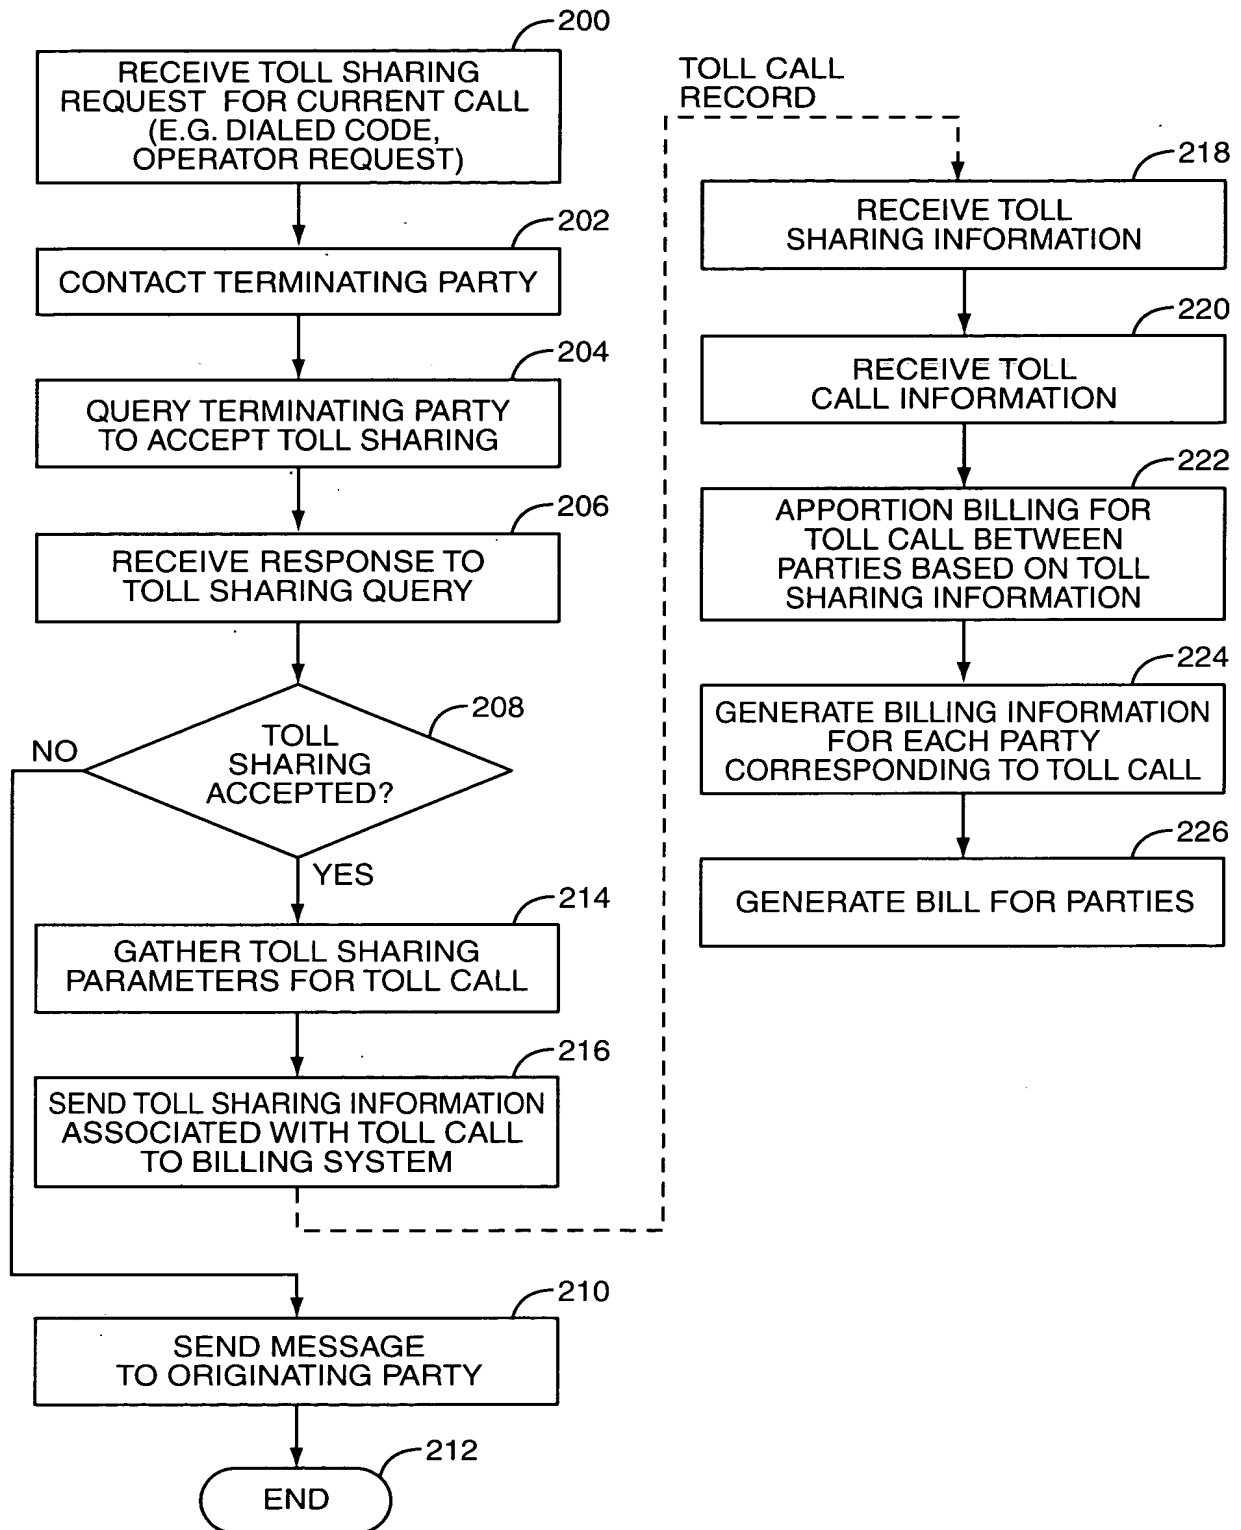 200
RECEIVE TOLL SHARING
REQUEST FOR CURRENT CALL
(E.G. DIALED CODE,
OPERATOR REQUEST)
202
CONTACT TERMINATING PARTY
204
QUERY TERMINATING PARTY
TO ACCEPT TOLL SHARING
206
RECEIVE RESPONSE TO
TOLL SHARING QUERY
208
TOLL
SHARING
ACCEPTED?
NO
YES
214
GATHER TOLL SHARING
PARAMETERS FOR TOLL CALL
216
SEND TOLL SHARING INFORMATION
ASSOCIATED WITH TOLL CALL
TO BILLING SYSTEM
210
SEND MESSAGE
TO ORIGINATING PARTY
212
END
TOLL CALL
RECORD
218
RECEIVE TOLL
SHARING INFORMATION
220
RECEIVE TOLL
CALL INFORMATION
222
APPORTION BILLING FOR
TOLL CALL BETWEEN
PARTIES BASED ON TOLL
SHARING INFORMATION
224
GENERATE BILLING INFORMATION
FOR EACH PARTY
CORRESPONDING TO TOLL CALL
226
GENERATE BILL FOR PARTIES